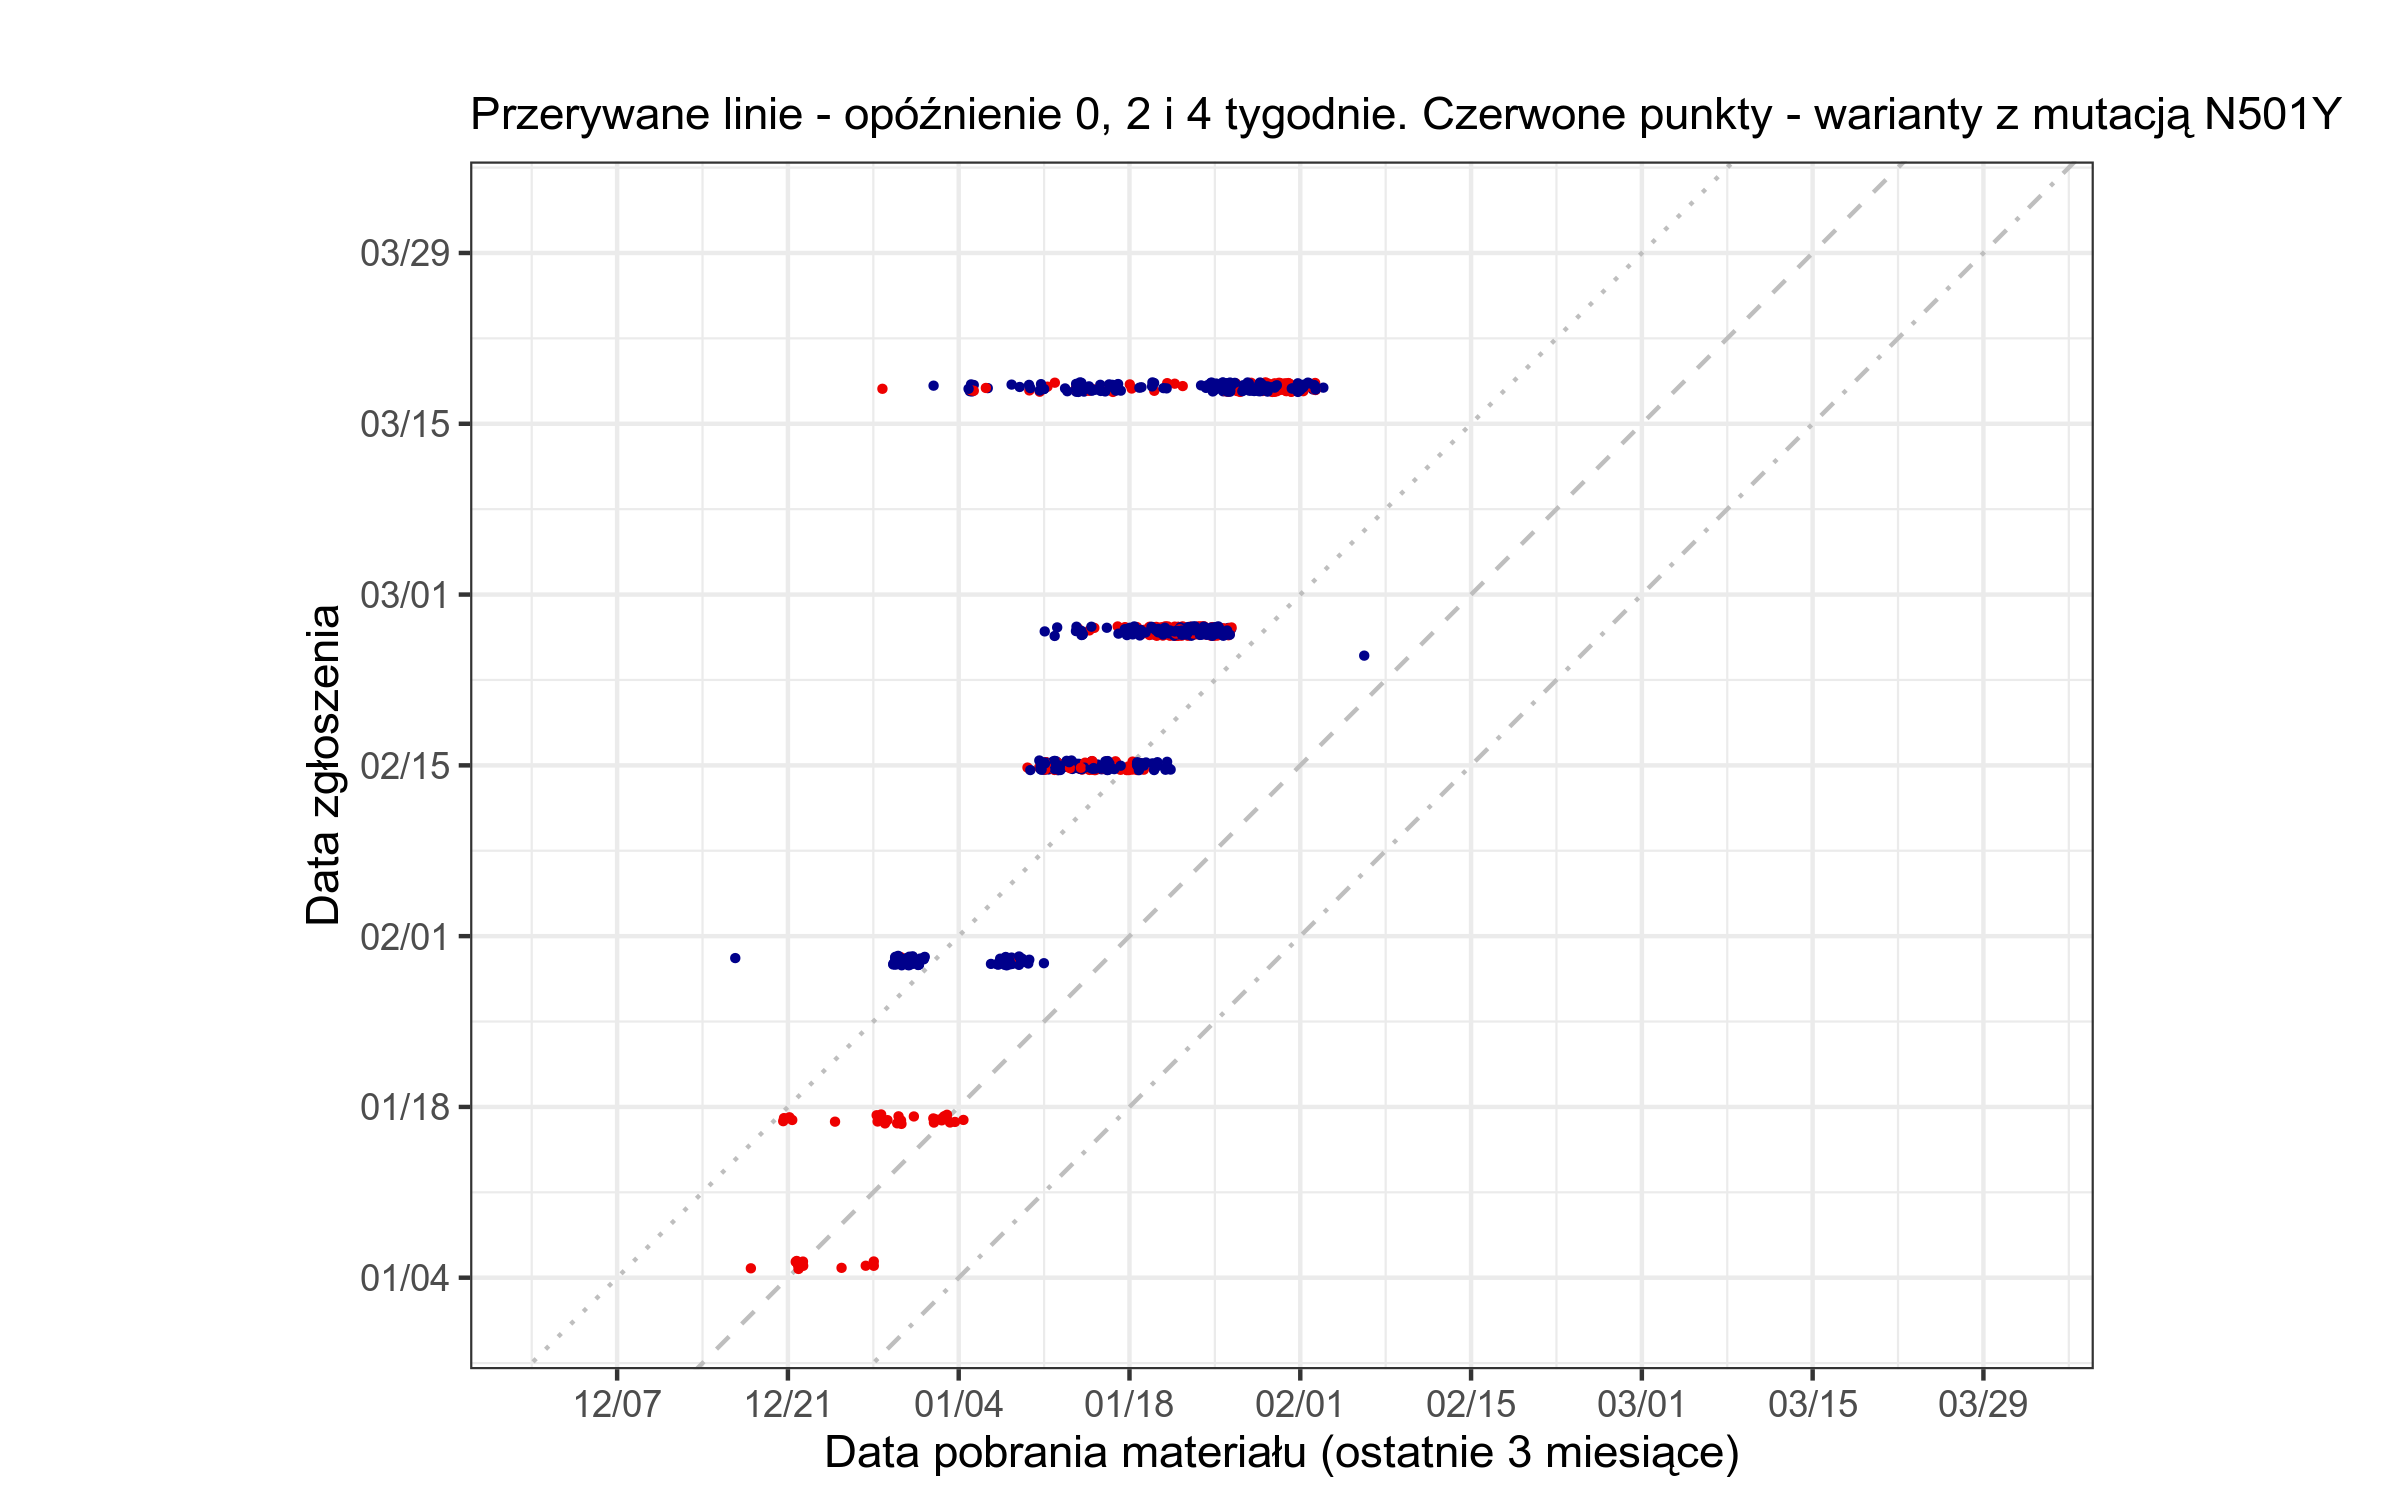 Przerywane linie - opóźnienie 0, 2 i 4 tygodnie. Czerwone punkty - warianty z mutacją N501Y
Data zgłoszenia
03/29
03/15
03/01
02/15
02/01
01/18
01/04
12/07 12/21 01/04 01/18 02/01 02/15 03/01 03/15 03/29
Data pobrania materiału (ostatnie 3 miesiące)